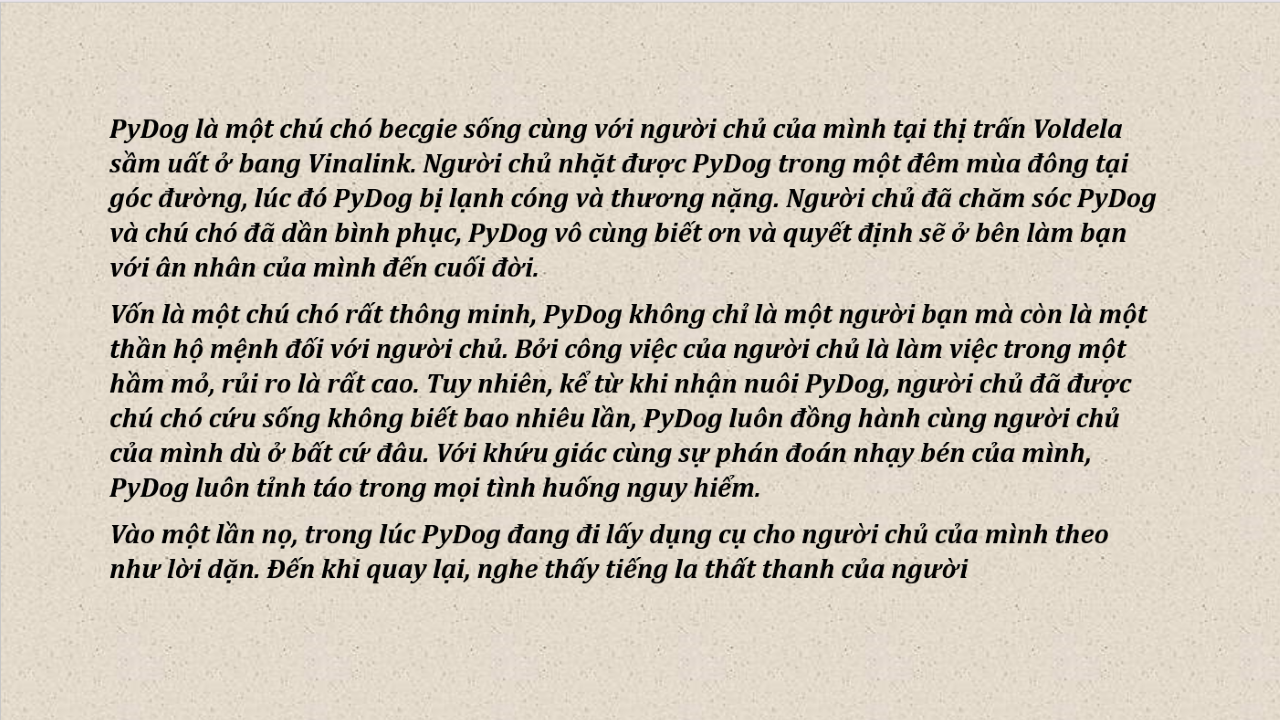 PyDog là một chú chó becgie sống cùng với người chủ của mình tại thị trấn Voldela
sầm uất ở bang Vinalink. Người chủ nhặt được PyDog trong một đêm mùa đông tại
góc đường, lúc đó PyDog bị lạnh cóng và thương nặng. Người chủ đã chăm sóc PyDog
và chú chó đã dần bình phục, PyDog vô cùng biết ơn và quyết định sẽ ở bên làm bạn
với ân nhân của mình đến cuối đời.
Vốn là một chú chó rất thông minh, PyDog không chỉ là một người bạn mà còn là một
thần hộ mệnh đối với người chủ. Bởi công việc của người chủ là làm việc trong một
hầm mỏ, rủi ro là rất cao. Tuy nhiên, kể từ khi nhận nuôi PyDog, người chủ đã được
chú chó cứu sống không biết bao nhiêu lần, PyDog luôn đồng hành cùng người chủ
của mình dù ở bất cứ đâu. Với khứu giác cùng sự phán đoán nhạy bén của mình,
PyDog luôn tỉnh táo trong mọi tình huống nguy hiểm.
Vào một lần nọ, trong lúc PyDog đang đi lấy dụng cụ cho người chủ của mình theo
như lời dặn. Đến khi quay lại, nghe thấy tiếng la thất thanh của người